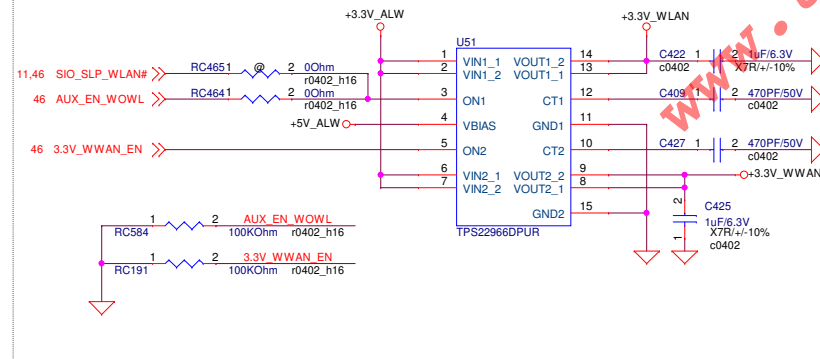 +3.3V_ALW
+3.3V_WLAN
U51
1 VIN1_1 VOUT1_2 14
2 VIN1_2 VOUT1_1 13
C422 1 2 1uF/6.3V
c0402 X7R/+/-10%
11,46 SIO_SLP_WLAN# RC465 1 @ 2 0Ohm
r0402_h16
46 AUX_EN_WOWL RC464 1 2 0Ohm
r0402_h16
3 ON1 CT1 12
C409 1 2 470PF/50V
c0402
+5V_ALW 4 VBIAS GND1 11
46 3.3V_WWAN_EN 5 ON2 CT2 10
C427 1 2 470PF/50V
c0402
6 VIN2_1 VOUT2_2 9
7 VIN2_2 VOUT2_1 8
+3.3V_WWAN
GND2 15
TPS22966DPUR
2 C425
1uF/6.3V
X7R/+/-10%
1 c0402
1 2 AUX_EN_WOWL
RC584 100KOhm r0402_h16
1 2 3.3V_WWAN_EN
RC191 100KOhm r0402_h16
www.